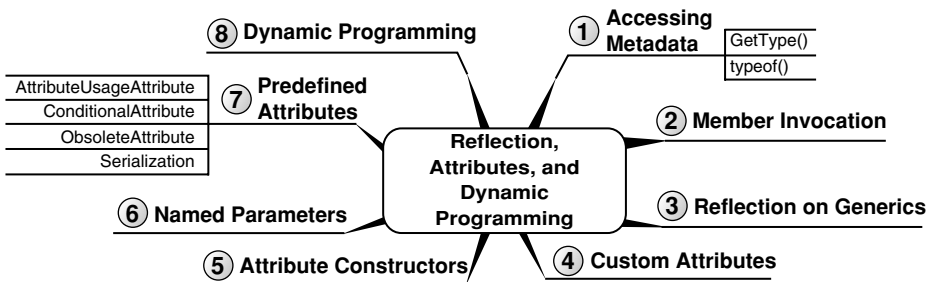 Reflection,
Attributes, and
Dynamic
Programming
1 Accessing
Metadata
GetType()
typeof()
2 Member Invocation
3 Reflection on Generics
4 Custom Attributes
5 Attribute Constructors
6 Named Parameters
7 Predefined
Attributes
AttributeUsageAttribute
ConditionalAttribute
ObsoleteAttribute
Serialization
8 Dynamic Programming